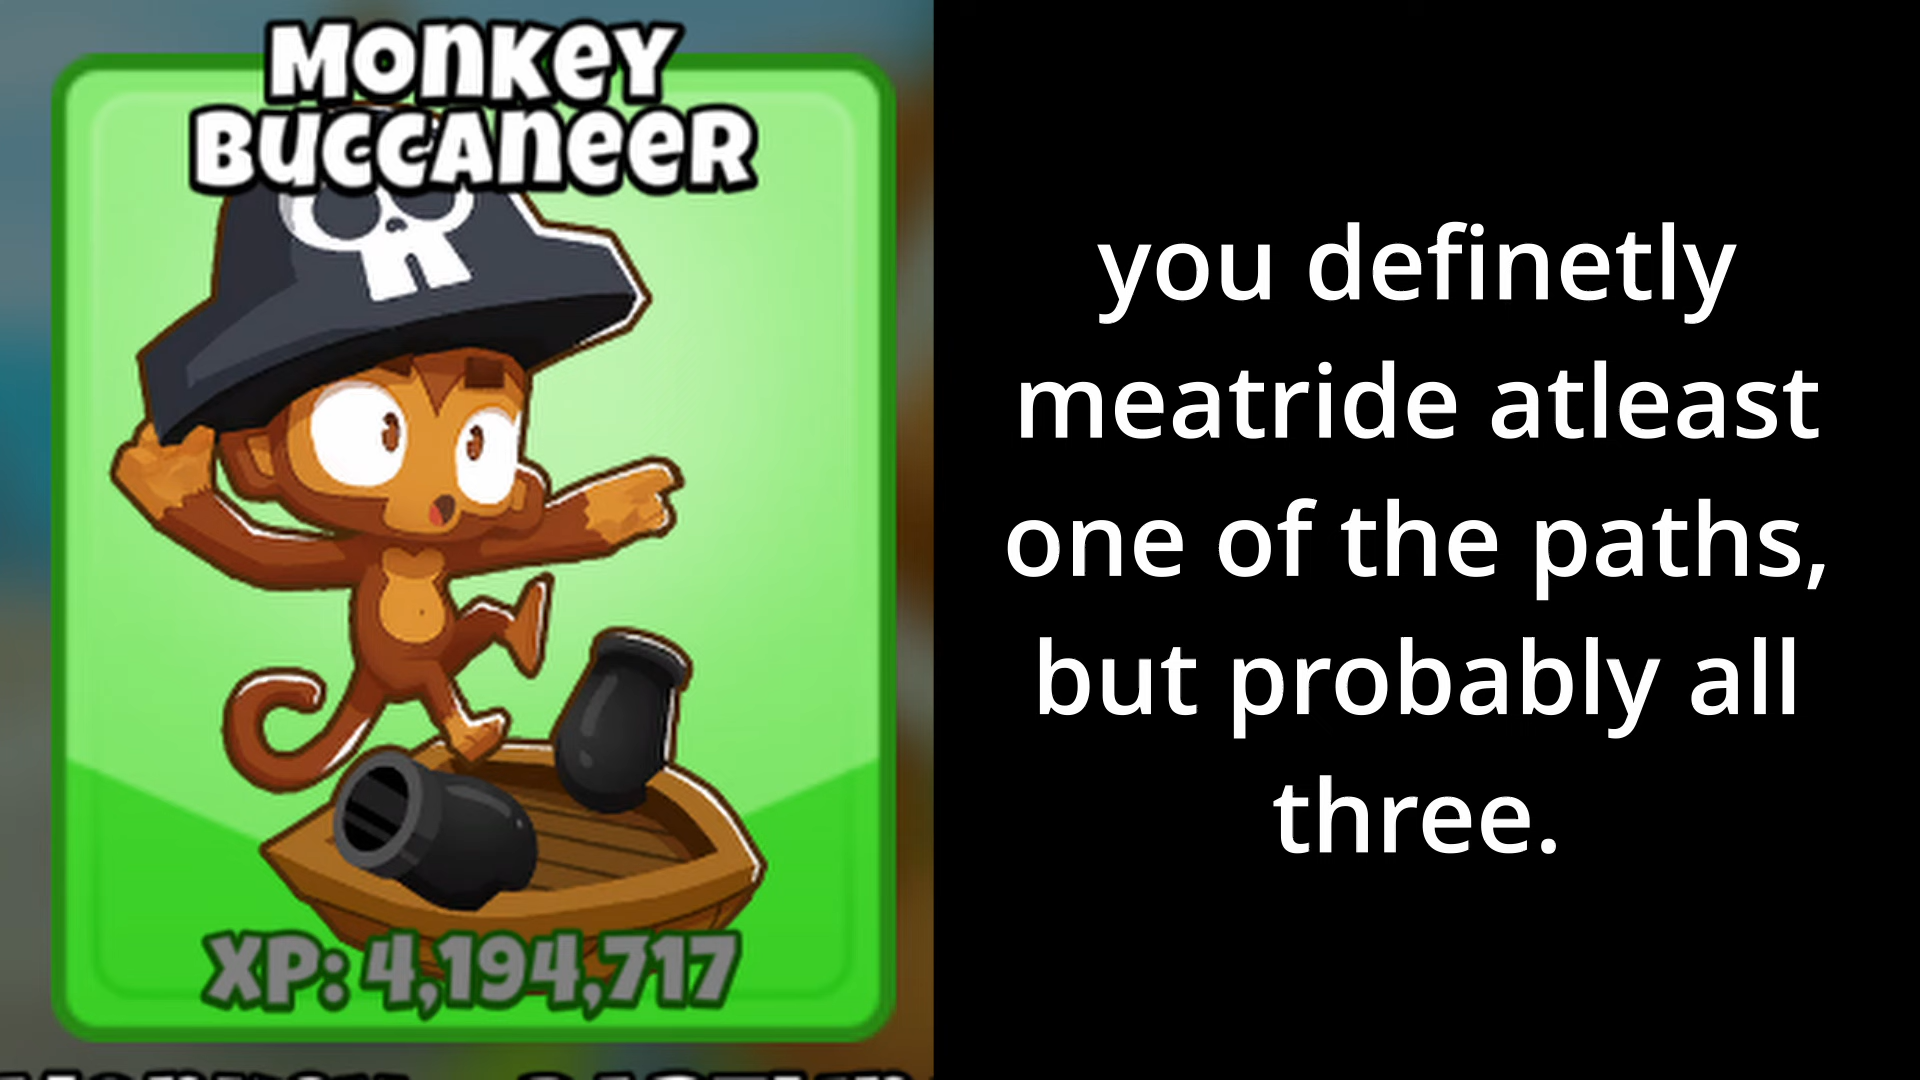 MONKEY
BUCCANEER
XP: 4,194,717
you definetly
meatride atleast
one of the paths,
but probably all
three.